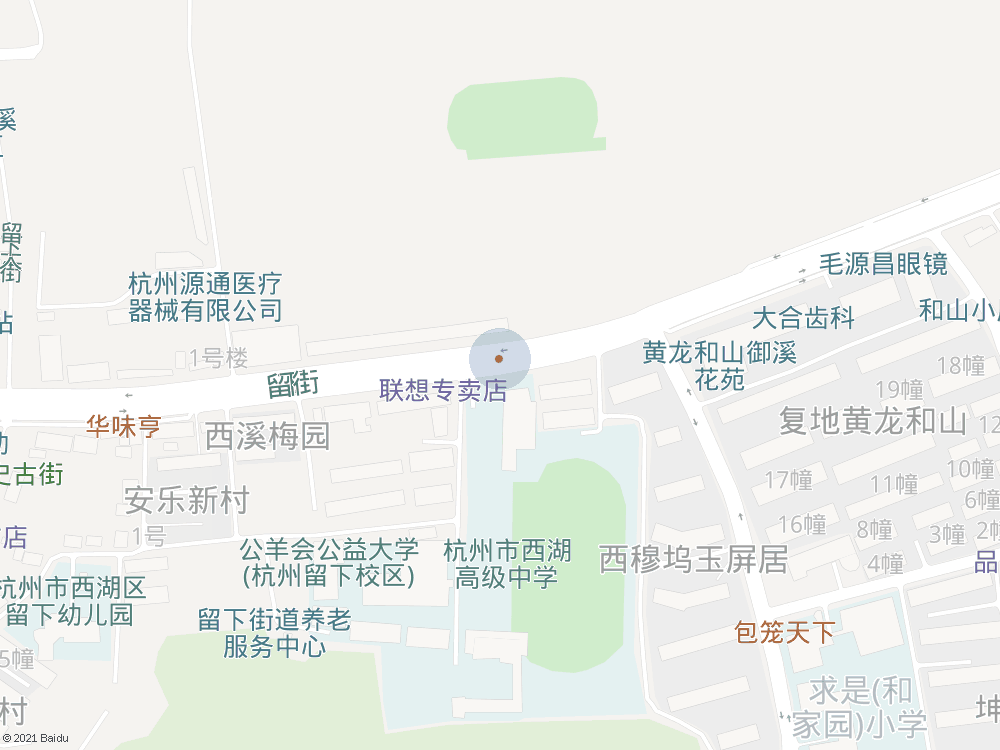 溪
留下街
站
杭州源通医疗
器械有限公司
1号楼
留街
联想专卖店
毛源昌眼镜
大合齿科
和山小
黄龙和山御溪
花苑
18幢
19幢
复地黄龙和山
12
华味亨
西溪梅园
史古街
安乐新村
1号
店
17幢
11幢
10幢
6幢
16幢
8幢
3幢
2幢
4幢
公羊会公益大学
(杭州留下校区)
杭州市西湖
高级中学
西穆坞玉屏居
品
杭州市西湖区
留下幼儿园
留下街道养老
服务中心
包笼天下
5幢
村
求是(和
家园)小学
坤
© 2021 Baidu